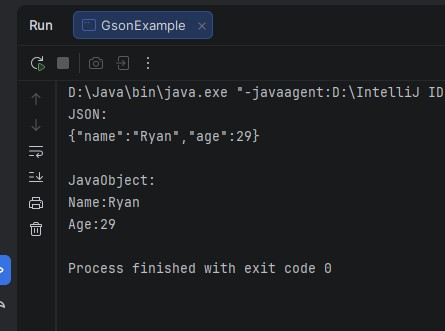 Run GsonExample
D:\Java\bin\java.exe "-javaagent:D:\IntelliJ ID
JSON:
{"name":"Ryan","age":29}
JavaObject:
Name:Ryan
Age:29
Process finished with exit code 0